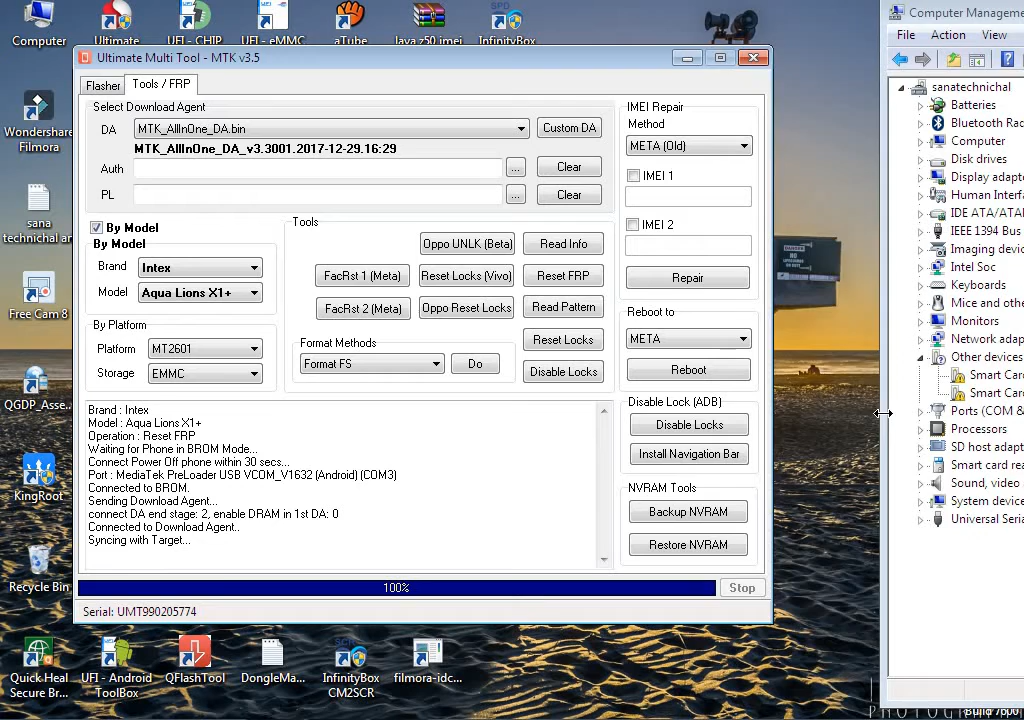 Computer
Ultimate
UFI - CHIP
UFI - eMMC
aTube
Java z50 imei
InfinityBox
Wondershare
Filmora
sana
technichal ar
Free Cam 8
QGDP_Asse...
KingRoot
Recycle Bin
Quick Heal
Secure Br...
UFI - Android
ToolBox
QFlashTool
DongleMa...
InfinityBox
CM2SCR
filmora-idc...
Ultimate Multi Tool - MTK v3.5
Flasher
Tools / FRP
Select Download Agent
DA
MTK_AllInOne_DA.bin
Custom DA
MTK_AllInOne_DA_v3.3001.2017-12-29.16:29
Auth
...
Clear
PL
...
Clear
By Model
By Model
Brand
Intex
Model
Aqua Lions X1+
By Platform
Platform
MT2601
Storage
EMMC
Tools
Oppo UNLK (Beta)
Read Info
FacRst 1 (Meta)
Reset Locks (Vivo)
Reset FRP
FacRst 2 (Meta)
Oppo Reset Locks
Read Pattern
Reset Locks
Format Methods
Format FS
Do
Disable Locks
IMEI Repair
Method
META (Old)
IMEI 1
IMEI 2
Repair
Reboot to
META
Reboot
Disable Lock (ADB)
Disable Locks
Install Navigation Bar
NVRAM Tools
Backup NVRAM
Restore NVRAM
Brand : Intex
Model : Aqua Lions X1+
Operation : Reset FRP
Waiting for Phone in BROM Mode...
Connect Power Off phone within 30 secs...
Port : MediaTek PreLoader USB VCOM_V1632 (Android) (COM3)
Connected to BROM.
Sending Download Agent...
connect DA end stage: 2, enable DRAM in 1st DA: 0
Connected to Download Agent..
Syncing with Target...
100%
Stop
Serial: UMT990205774
Computer Manageme
File Action View
sanatechnichal
Batteries
Bluetooth Rac
Computer
Disk drives
Display adapte
Human Interfa
IDE ATA/ATAI
IEEE 1394 Bus
Imaging devic
Intel Soc
Keyboards
Mice and othe
Monitors
Network adap
Other devices
Smart Card
Smart Card
Ports (COM &
Processors
SD host adapt
Smart card rea
Sound, video
System device
Universal Seria
Build 7600